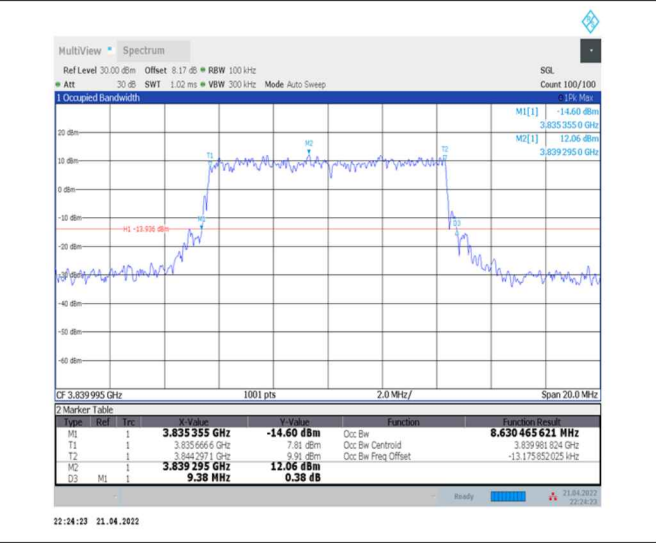 MultiView Spectrum
Ref Level 30.00 dBm Offset 8.17 dB RBW 100 kHz SGL
Att 30 dB SWT 1.02 ms VBW 300 kHz Mode Auto Sweep Count 100/100
1 Occupied Bandwidth 1Pk Max
M1[1] -14.60 dBm
3.835 355 0 GHz
M2[1] 12.06 dBm
3.839 295 0 GHz
20 dBm
M2
T2
10 dBm
0 dBm
-10 dBm
M1
D3
H1 -13.936 dBm
-20 dBm
-40 dBm
-50 dBm
-60 dBm
CF 3.839 995 GHz 1001 pts 2.0 MHz/ Span 20.0 MHz
2 Marker Table
Type Ref Trc X-Value Y-Value Function Function Result
M1 1 3.835 355 GHz -14.60 dBm Occ Bw 8.630 465 621 MHz
T1 1 3.835 666 6 GHz 7.81 dBm Occ Bw Centroid 3.839 981 824 GHz
T2 1 3.844 297 1 GHz 9.91 dBm Occ Bw Freq Offset -13.175 852 025 kHz
M2 1 3.839 295 GHz 12.06 dBm
D3 M1 1 9.38 MHz 0.38 dB
Ready 21.04.2022
22:24:23
22:24:23 21.04.2022